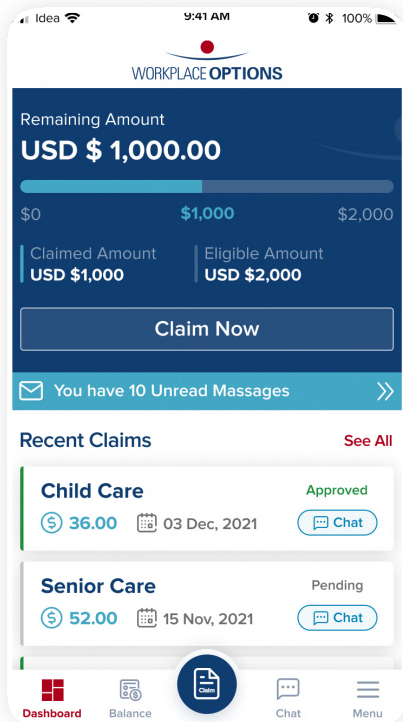 Idea 9:41 AM 100%
WORKPLACE OPTIONS
Remaining Amount
USD $ 1,000.00
$0 $1,000 $2,000
Claimed Amount Eligible Amount
USD $1,000 USD $2,000
Claim Now
You have 10 Unread Massages
Recent Claims See All
Child Care Approved
$ 36.00 03 Dec, 2021 Chat
Senior Care Pending
$ 52.00 15 Nov, 2021 Chat
Claim
Dashboard Balance Chat Menu